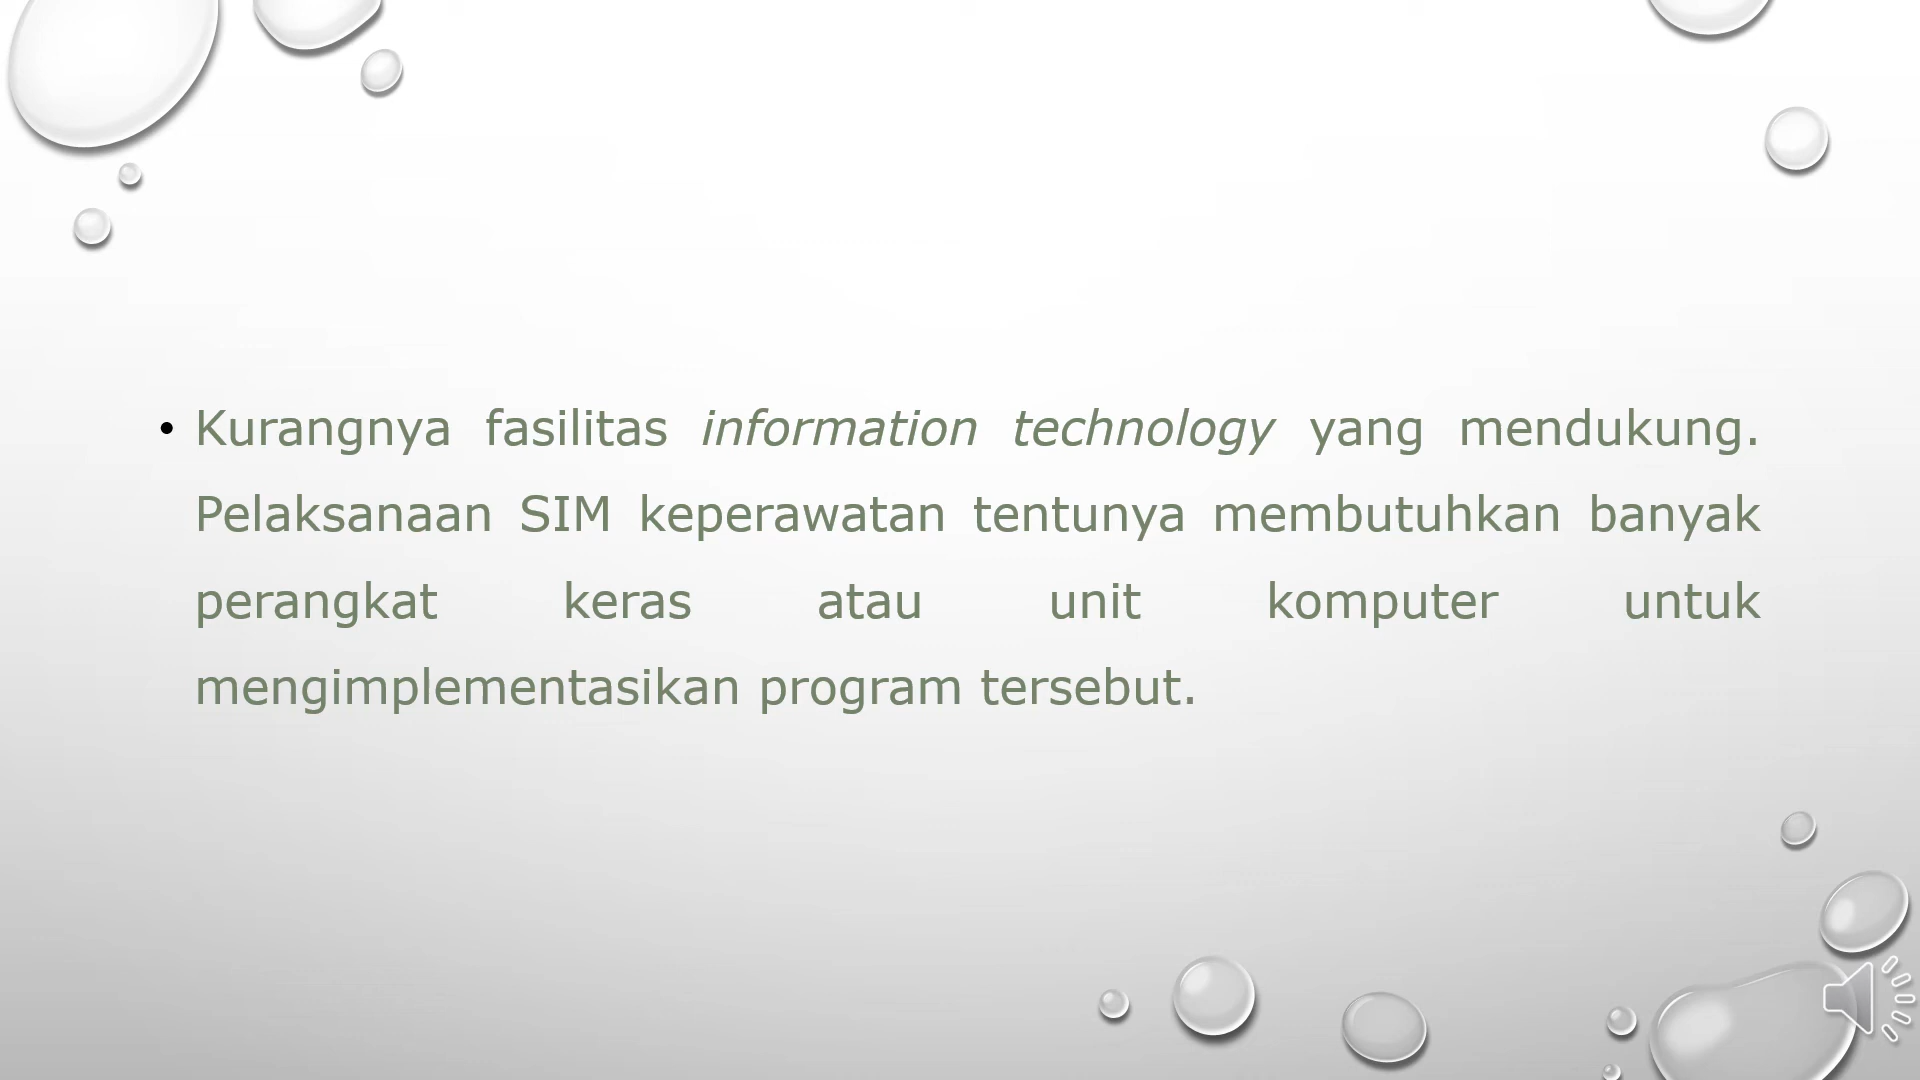 • Kurangnya fasilitas information technology yang mendukung.
Pelaksanaan SIM keperawatan tentunya membutuhkan banyak
perangkat keras atau unit komputer untuk
mengimplementasikan program tersebut.